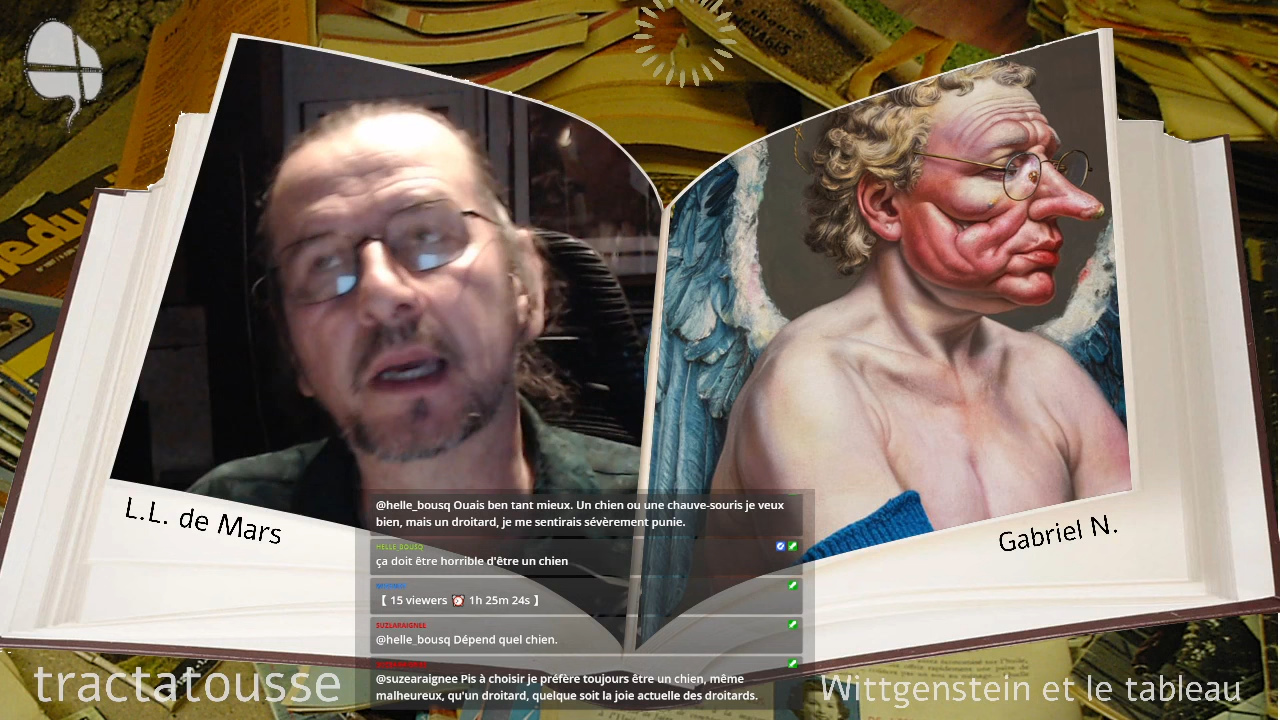 L.L. de Mars
Gabriel N.
@helle_bousq Ouais ben tant mieux. Un chien ou une chauve-souris je veux
bien, mais un droitard, je me sentirais sévèrement punie.
HELLE_BOUSQ
ça doit être horrible d'être un chien
【 15 viewers ⏰ 1h 25m 24s 】
SUZEARAIGNEE
@helle_bousq Dépend quel chien.
@suzearaignee Pis à choisir je préfère toujours être un chien, même
malheureux, qu'un droitard, quelque soit la joie actuelle des droitards.
tractatousse
Wittgenstein et le tableau